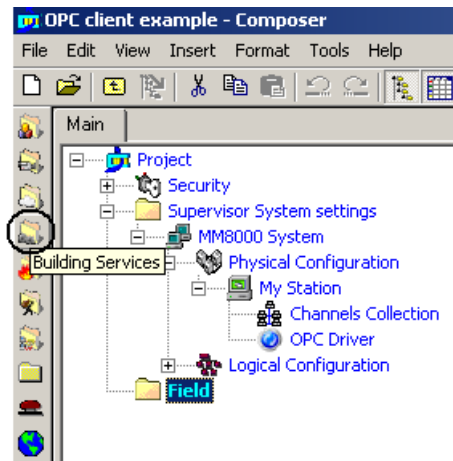 OPC client example - Composer
File Edit View Insert Format Tools Help
Main
Project
Security
Supervisor System settings
MM8000 System
Building Services
Physical Configuration
My Station
Channels Collection
OPC Driver
Logical Configuration
Field